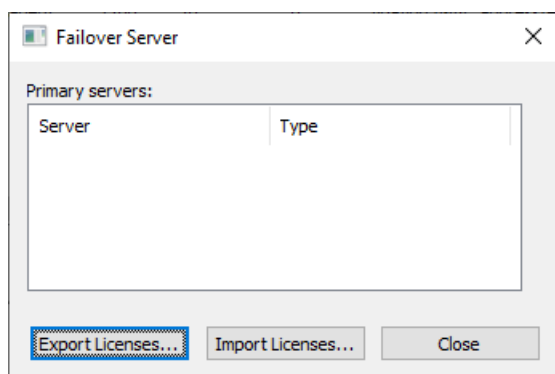 Failover Server
Primary servers:
Server Type
Export Licenses... Import Licenses... Close